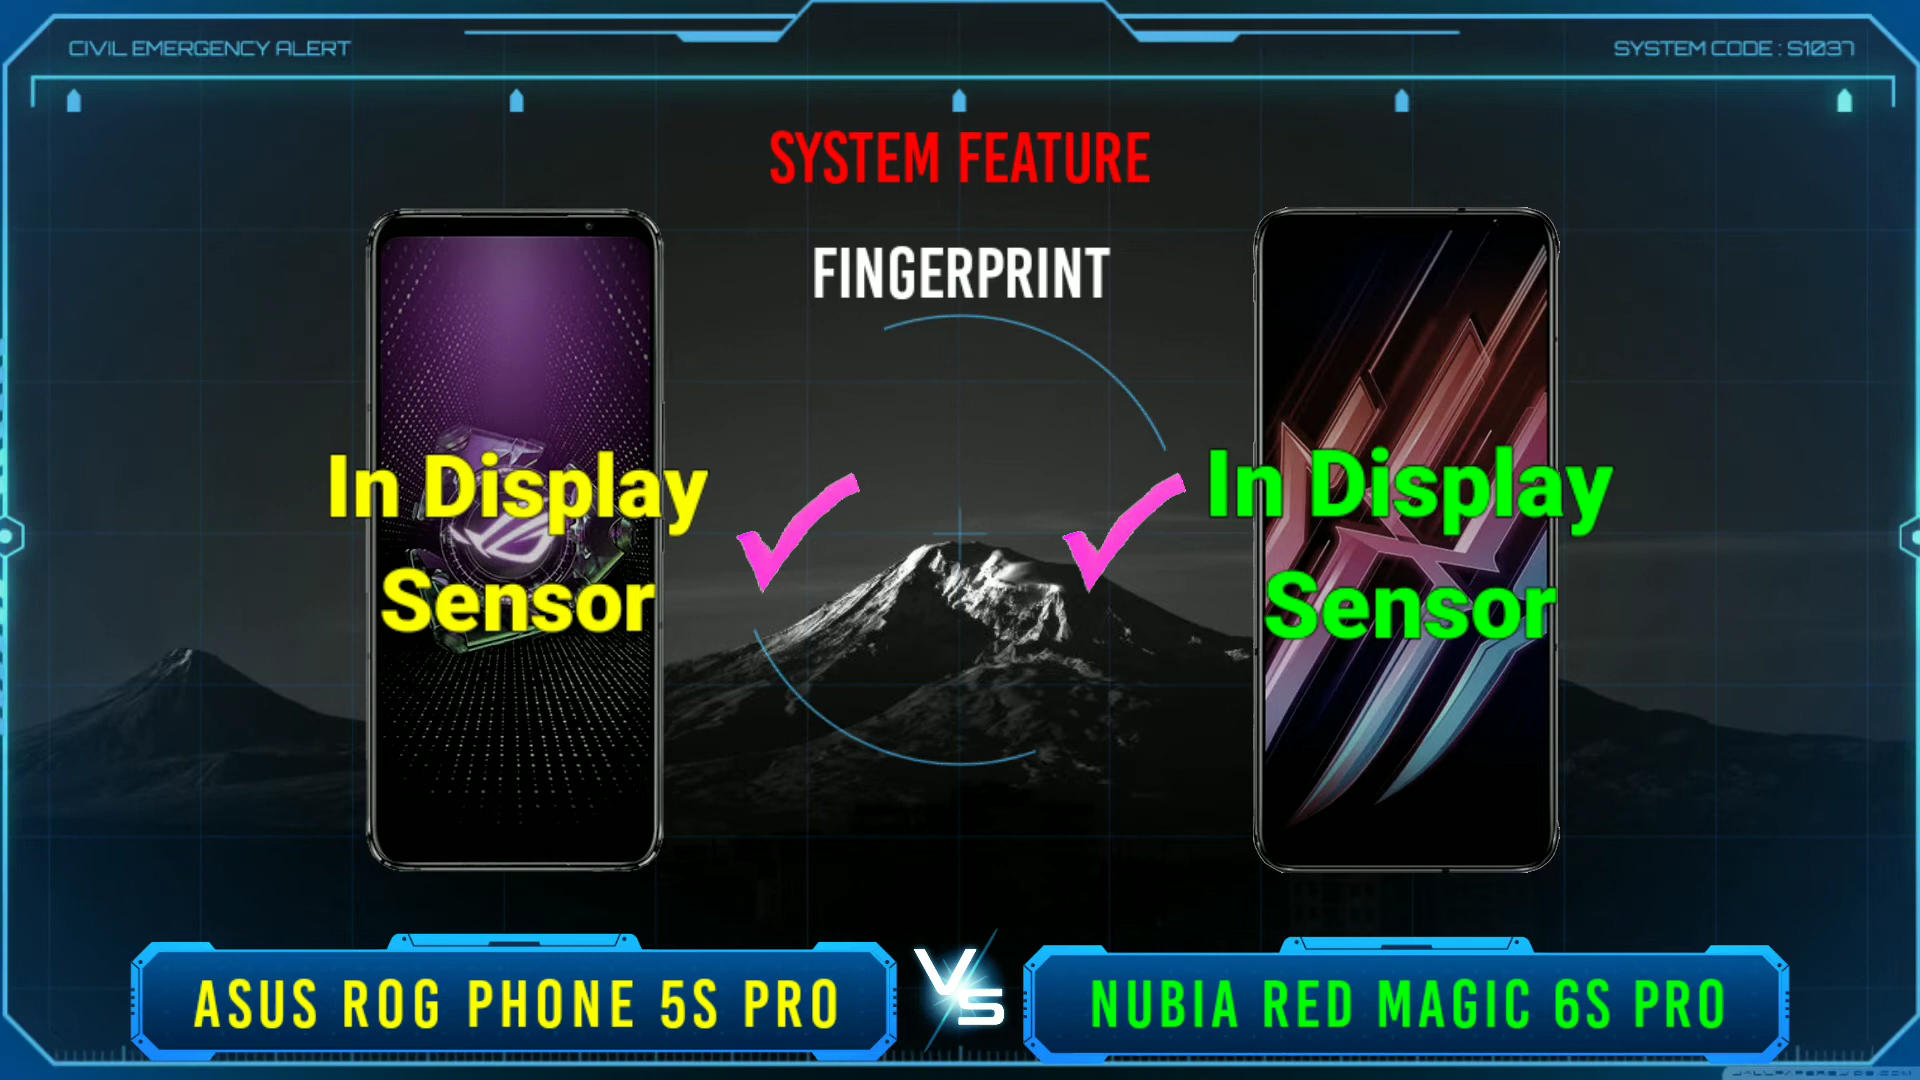 CIVIL EMERGENCY ALERT
SYSTEM CODE : S1037
SYSTEM FEATURE
FINGERPRINT
In Display
Sensor
In Display
Sensor
ASUS ROG PHONE 5S PRO
VS
NUBIA RED MAGIC 6S PRO